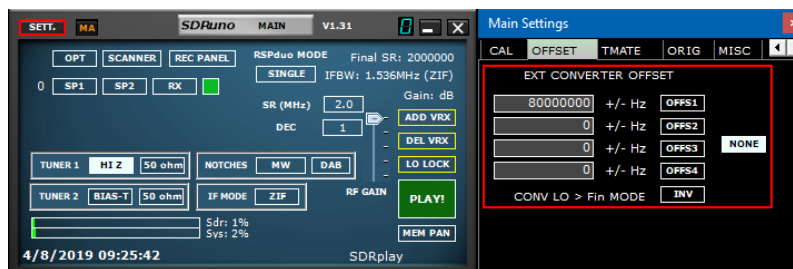 SETT. MA SDRuno MAIN V1.31
OPT SCANNER REC PANEL RSPduo MODE Final SR: 2000000
SINGLE IFBW: 1.536MHz (ZIF)
0 SP1 SP2 RX
Gain: dB
SR (MHz) 2.0
ADD VRX
DEC 1
DEL VRX
TUNER 1 HI Z 50 ohm NOTCHES MW DAB LO LOCK
TUNER 2 BIAS-T 50 ohm IF MODE ZIF RF GAIN PLAY!
Sdr: 1%
Sys: 2%
MEM PAN
4/8/2019 09:25:42 SDRplay
Main Settings
CAL OFFSET TMATE ORIG MISC
EXT CONVERTER OFFSET
80000000 +/- Hz OFFS1
0 +/- Hz OFFS2
0 +/- Hz OFFS3 NONE
0 +/- Hz OFFS4
CONV LO > Fin MODE INV